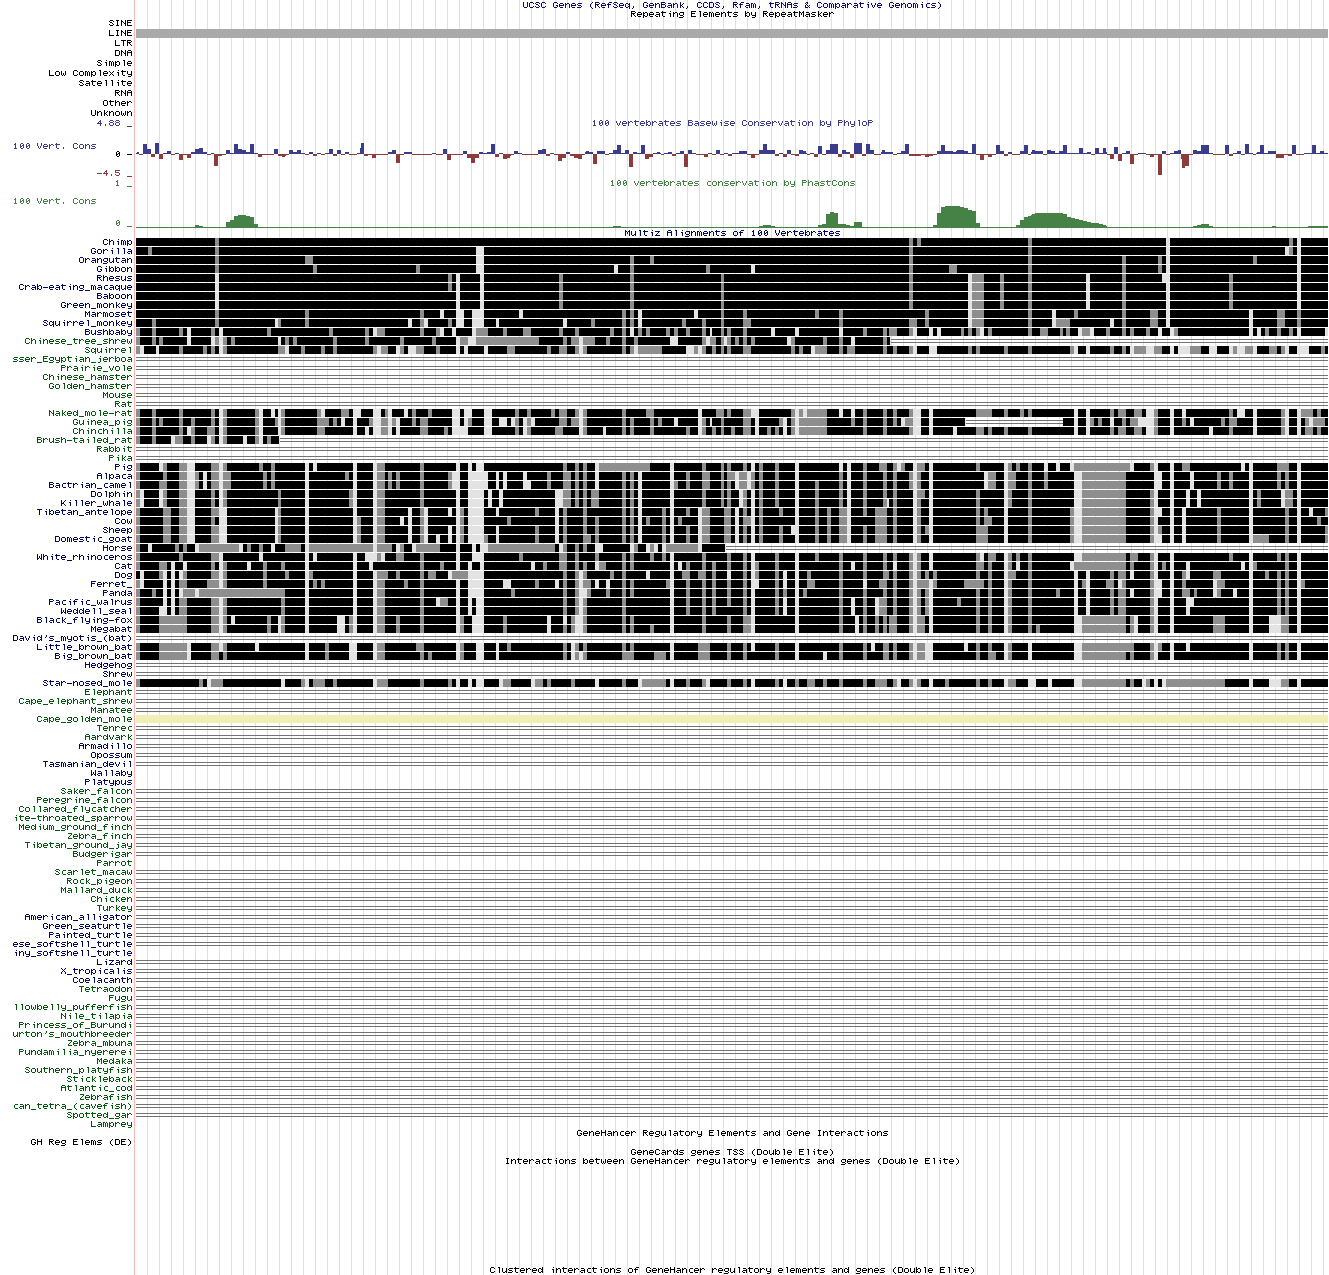 UCSC Genes (RefSeq, GenBank, CCDS, Rfam, tRNAs & Comparative Genomics)
Repeating Elements by RepeatMasker
SINE
LINE
LTR
DNA
Simple
Low Complexity
Satellite
RNA
Other
Unknown
4.88 _
100 vertebrates Basewise Conservation by PhyloP
100 Vert. Cons
0 -
-4.5 _
1 _
100 vertebrates conservation by PhastCons
100 Vert. Cons
0 _
Multiz Alignments of 100 Vertebrates
Chimp
Gorilla
Orangutan
Gibbon
Rhesus
Crab-eating_macaque
Baboon
Green_monkey
Marmoset
Squirrel_monkey
Bushbaby
Chinese_tree_shrew
Squirrel
sser_Egyptian_jerboa
Prairie_vole
Chinese_hamster
Golden_hamster
Mouse
Rat
Naked_mole-rat
Guinea_pig
Chinchilla
Brush-tailed_rat
Rabbit
Pika
Pig
Alpaca
Bactrian_camel
Dolphin
Killer_whale
Tibetan_antelope
Cow
Sheep
Domestic_goat
Horse
White_rhinoceros
Cat
Dog
Ferret_
Panda
Pacific_walrus
Weddell_seal
Black_flying-fox
Megabat
David's_myotis_(bat)
Little_brown_bat
Big_brown_bat
Hedgehog
Shrew
Star-nosed_mole
Elephant
Cape_elephant_shrew
Manatee
Cape_golden_mole
Tenrec
Aardvark
Armadillo
Opossum
Tasmanian_devil
Wallaby
Platypus
Saker_falcon
Peregrine_falcon
Collared_flycatcher
ite-throated_sparrow
Medium_ground_finch
Zebra_finch
Tibetan_ground_jay
Budgerigar
Parrot
Scarlet_macaw
Rock_pigeon
Mallard_duck
Chicken
Turkey
American_alligator
Green_seaturtle
Painted_turtle
ese_softshell_turtle
iny_softshell_turtle
Lizard
X_tropicalis
Coelacanth
Tetraodon
Fugu
llowbelly_pufferfish
Nile_tilapia
Princess_of_Burundi
urton's_mouthbreeder
Zebra_mbuna
Pundamilia_nyererei
Medaka
Southern_platyfish
Stickleback
Atlantic_cod
Zebrafish
can_tetra_(cavefish)
Spotted_gar
Lamprey
GeneHancer Regulatory Elements and Gene Interactions
GH Reg Elems (DE)
GeneCards genes TSS (Double Elite)
Interactions between GeneHancer regulatory elements and genes (Double Elite)
Clustered interactions of GeneHancer regulatory elements and genes (Double Elite)